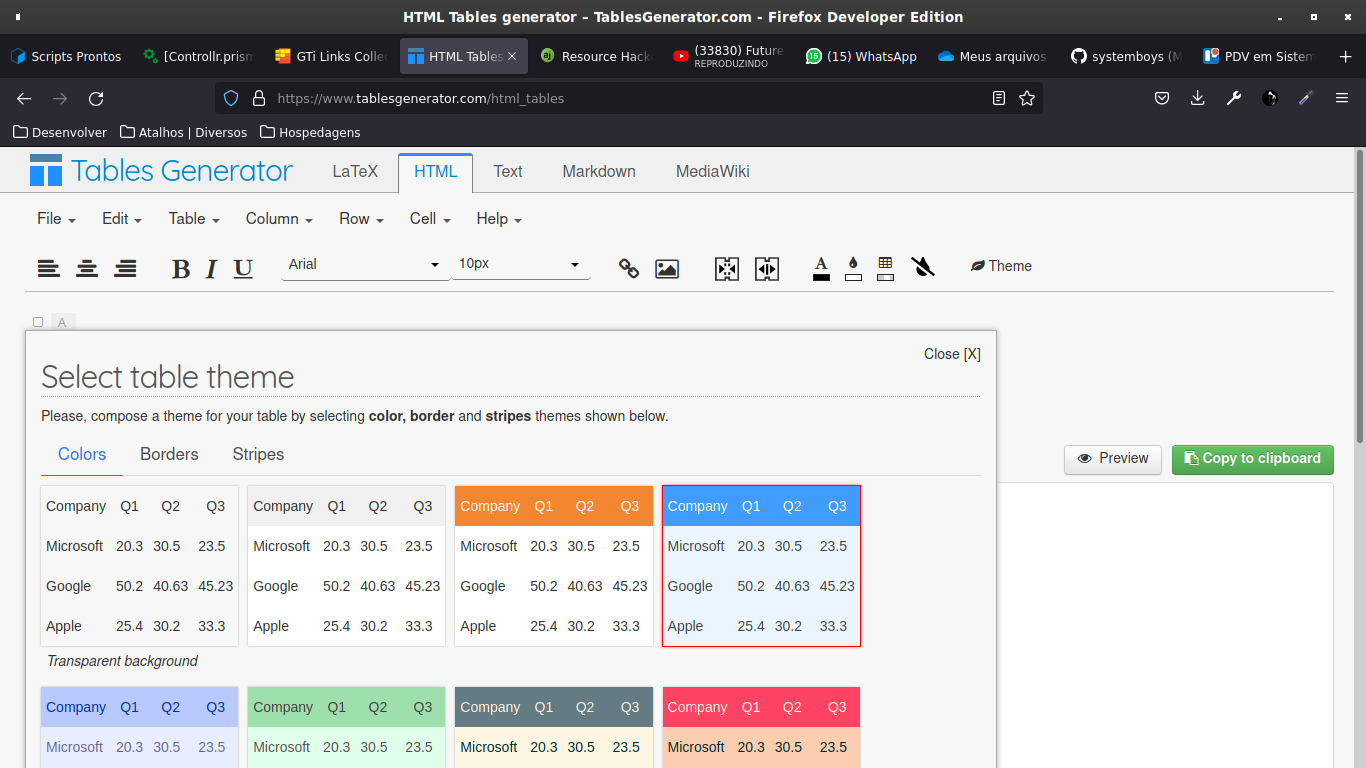 HTML Tables generator – TablesGenerator.com - Firefox Developer Edition
Scripts Prontos
[Controllr.prism
GTi Links Colle
HTML Tables
Resource Hack
(33830) Future
REPRODUZINDO
(15) WhatsApp
Meus arquivos
systemboys (M
PDV em Sistem
https://www.tablesgenerator.com/html_tables
Desenvolver Atalhos | Diversos Hospedagens
Tables Generator LaTeX HTML Text Markdown MediaWiki
File Edit Table Column Row Cell Help
B I U Arial 10px A Theme
A
Close [X]
Select table theme
Please, compose a theme for your table by selecting color, border and stripes themes shown below.
Colors Borders Stripes
Preview Copy to clipboard
Company Q1 Q2 Q3 Company Q1 Q2 Q3 Company Q1 Q2 Q3 Company Q1 Q2 Q3
Microsoft 20.3 30.5 23.5 Microsoft 20.3 30.5 23.5 Microsoft 20.3 30.5 23.5 Microsoft 20.3 30.5 23.5
Google 50.2 40.63 45.23 Google 50.2 40.63 45.23 Google 50.2 40.63 45.23 Google 50.2 40.63 45.23
Apple 25.4 30.2 33.3 Apple 25.4 30.2 33.3 Apple 25.4 30.2 33.3 Apple 25.4 30.2 33.3
Transparent background
Company Q1 Q2 Q3 Company Q1 Q2 Q3 Company Q1 Q2 Q3 Company Q1 Q2 Q3
Microsoft 20.3 30.5 23.5 Microsoft 20.3 30.5 23.5 Microsoft 20.3 30.5 23.5 Microsoft 20.3 30.5 23.5